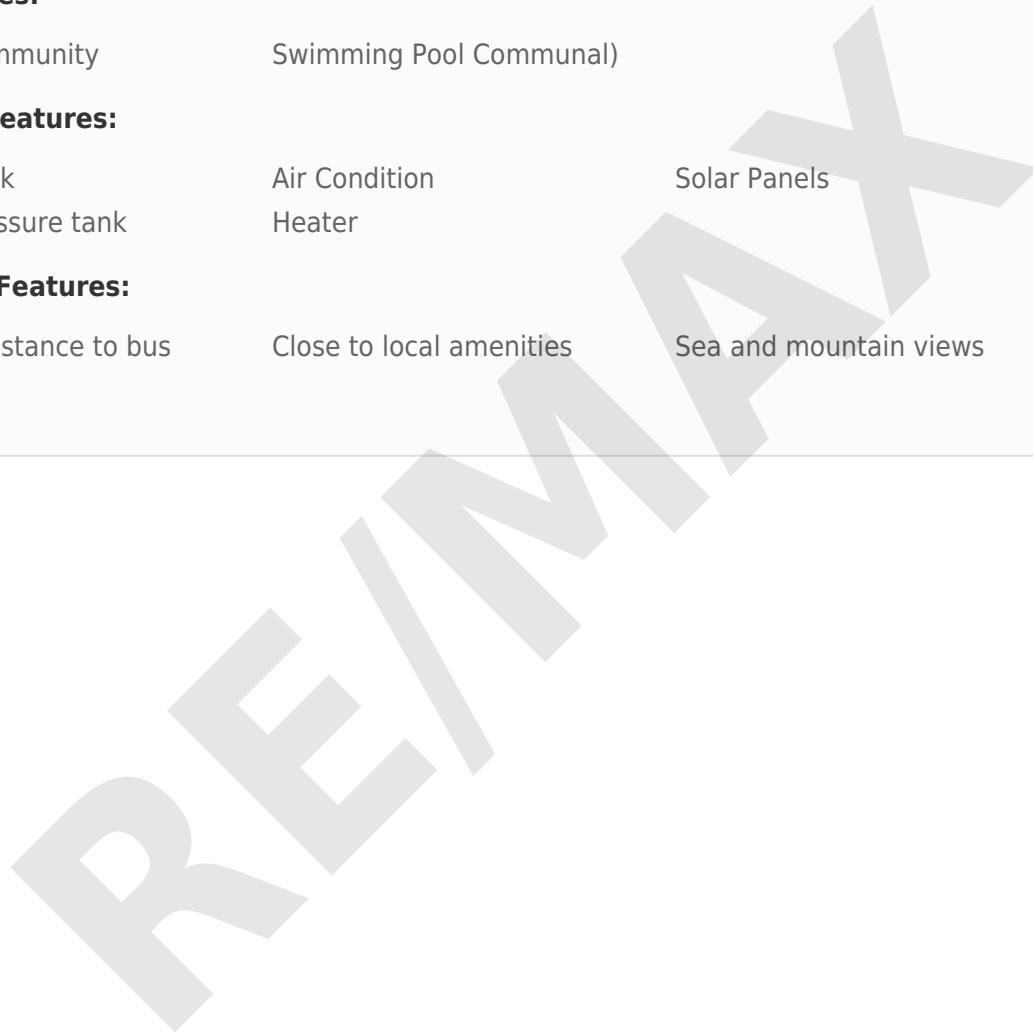 es:
mmunity Swimming Pool Communal)
eatures:
k Air Condition Solar Panels
ssure tank Heater
Features:
stance to bus Close to local amenities Sea and mountain views
RE/MAX